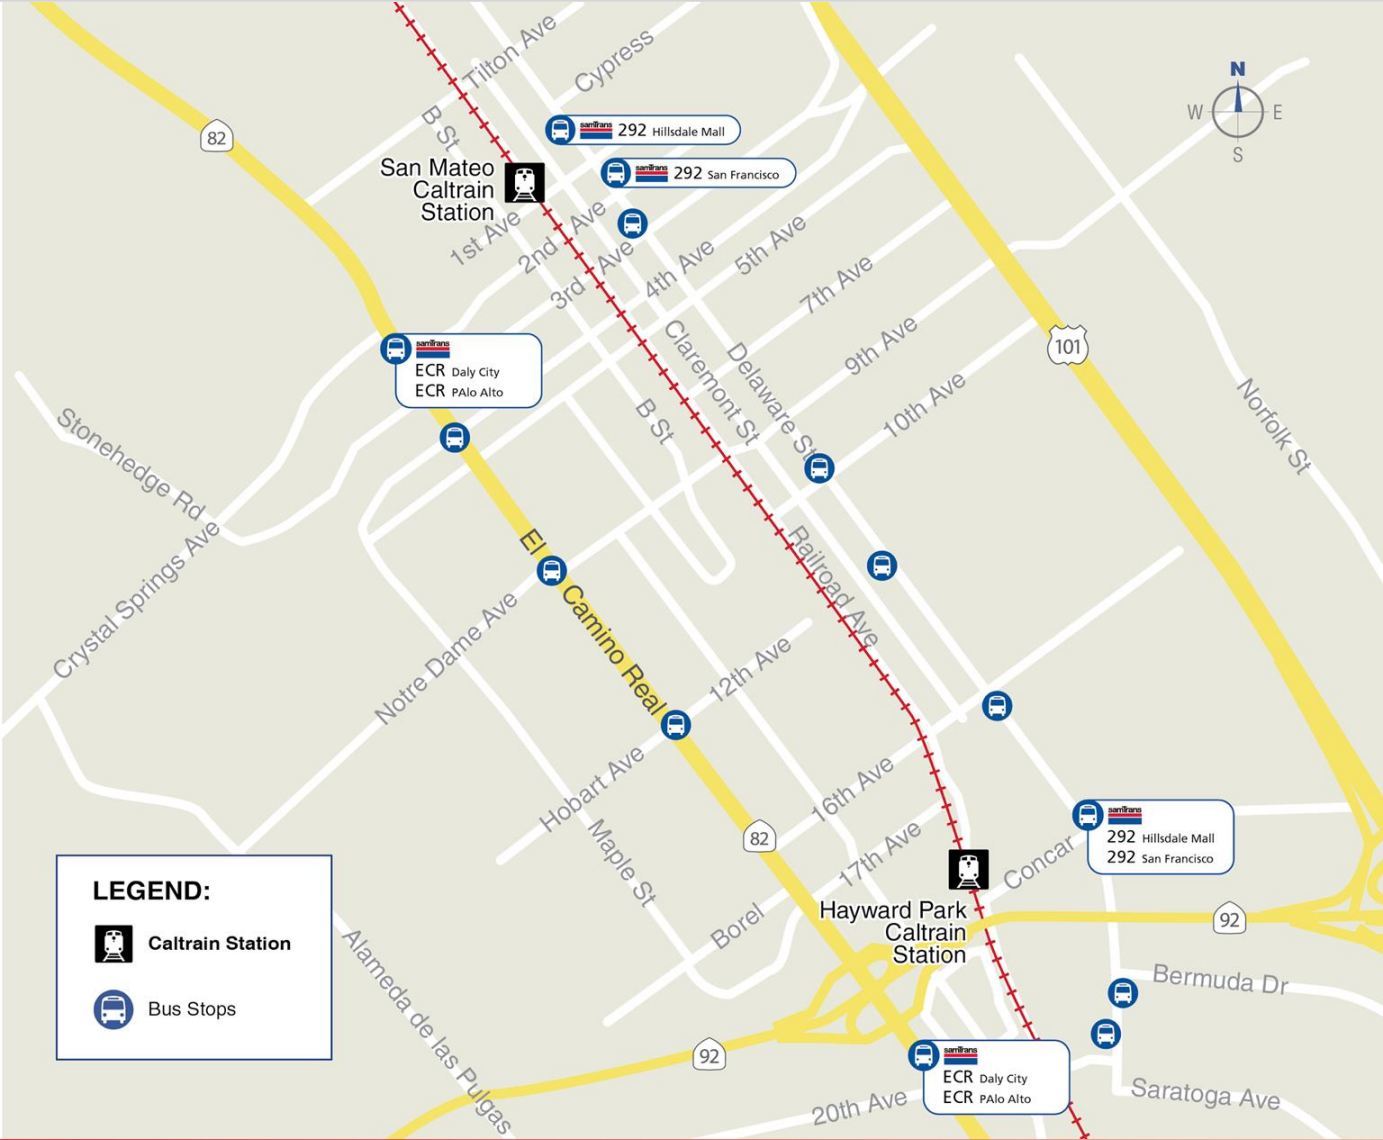 Tilton Ave
Cypress
N
W
E
S
82
B St
samTrans
292 Hillsdale Mall
San Mateo
Caltrain
Station
samTrans
292 San Francisco
1st Ave
2nd Ave
3rd Ave
4th Ave
5th Ave
7th Ave
9th Ave
10th Ave
101
samTrans
ECR Daly City
ECR PAlo Alto
Claremont St
Delaware St
B St
Norfolk St
Stonehedge Rd
Crystal Springs Ave
El Camino Real
Railroad Ave
Notre Dame Ave
12th Ave
Hobart Ave
Maple St
82
16th Ave
17th Ave
Borel
Concar
samTrans
292 Hillsdale Mall
292 San Francisco
Hayward Park
Caltrain
Station
92
LEGEND:
Caltrain Station
Bus Stops
Alameda de las Pulgas
92
Bermuda Dr
samTrans
ECR Daly City
ECR PAlo Alto
20th Ave
Saratoga Ave